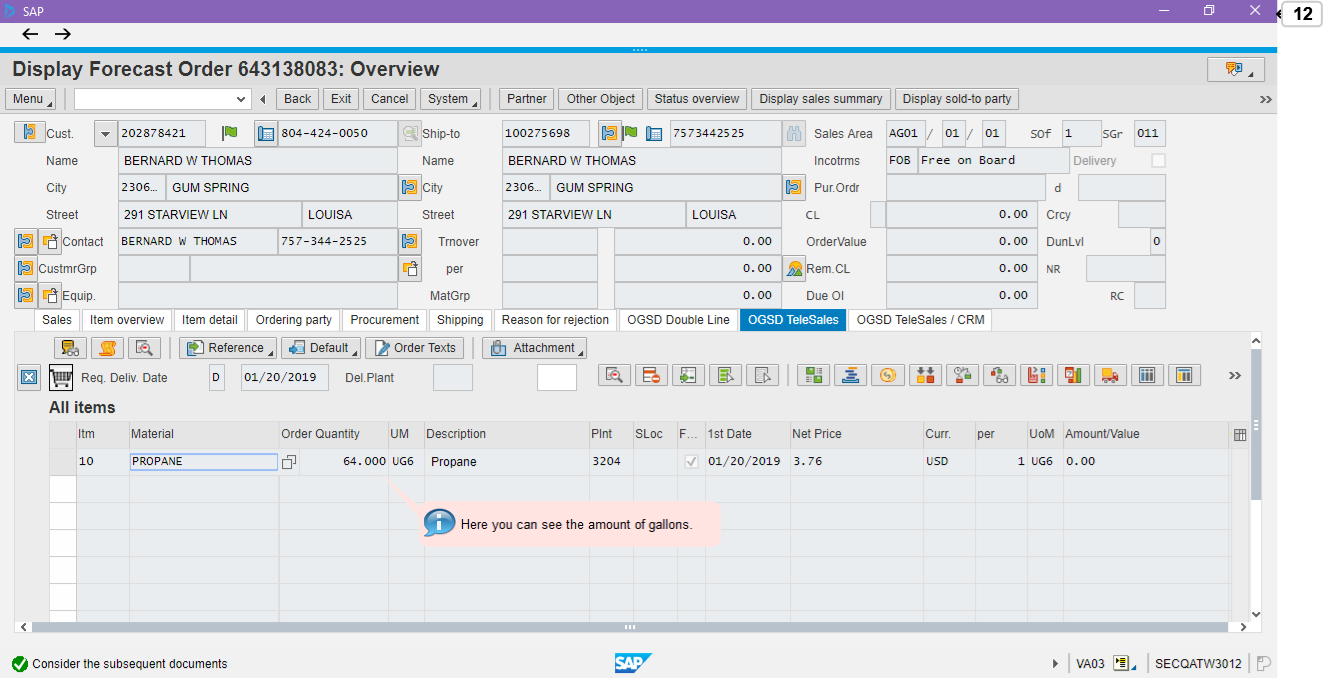 SAP
12
Display Forecast Order 643138083: Overview
Menu Back Exit Cancel System Partner Other Object Status overview Display sales summary Display sold-to party
Cust. 202878421 804-424-0050 Ship-to 100275698 7573442525 Sales Area AG01 / 01 / 01 SOf 1 SGr 011
Name BERNARD W THOMAS Name BERNARD W THOMAS Incotrms FOB Free on Board Delivery
City 2306... GUM SPRING City 2306... GUM SPRING Pur.Ordr d
Street 291 STARVIEW LN LOUISA Street 291 STARVIEW LN LOUISA CL 0.00 Crcy
Contact BERNARD W THOMAS 757-344-2525 Trnover 0.00 OrderValue 0.00 DunLvl 0
CustmrGrp per 0.00 Rem.CL 0.00 NR
Equip. MatGrp 0.00 Due OI 0.00 RC
Sales Item overview Item detail Ordering party Procurement Shipping Reason for rejection OGSD Double Line OGSD TeleSales OGSD TeleSales / CRM
Reference Default Order Texts Attachment
Req. Deliv. Date D 01/20/2019 Del.Plant
All items
Itm Material Order Quantity UM Description Plnt SLoc F... 1st Date Net Price Curr. per UoM Amount/Value
10 PROPANE 64.000 UG6 Propane 3204 01/20/2019 3.76 USD 1 UG6 0.00
Here you can see the amount of gallons.
Consider the subsequent documents SAP VA03 SECQATW3012